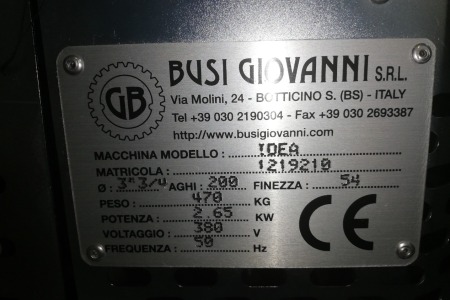 GB
BUSI GIOVANNI S.R.L.
Via Molini, 24 - BOTTICINO S. (BS) - ITALY
Tel +39 030 2190304 - Fax +39 030 2693387
http://www.busigiovanni.com
MACCHINA MODELLO : IDEA
MATRICOLA : 1219210
Ø : 3" 3/4 AGHI : 200 FINEZZA : 54
PESO : 470 KG
POTENZA : 2.65 KW
VOLTAGGIO : 380 V
FREQUENZA : 50 Hz
CE